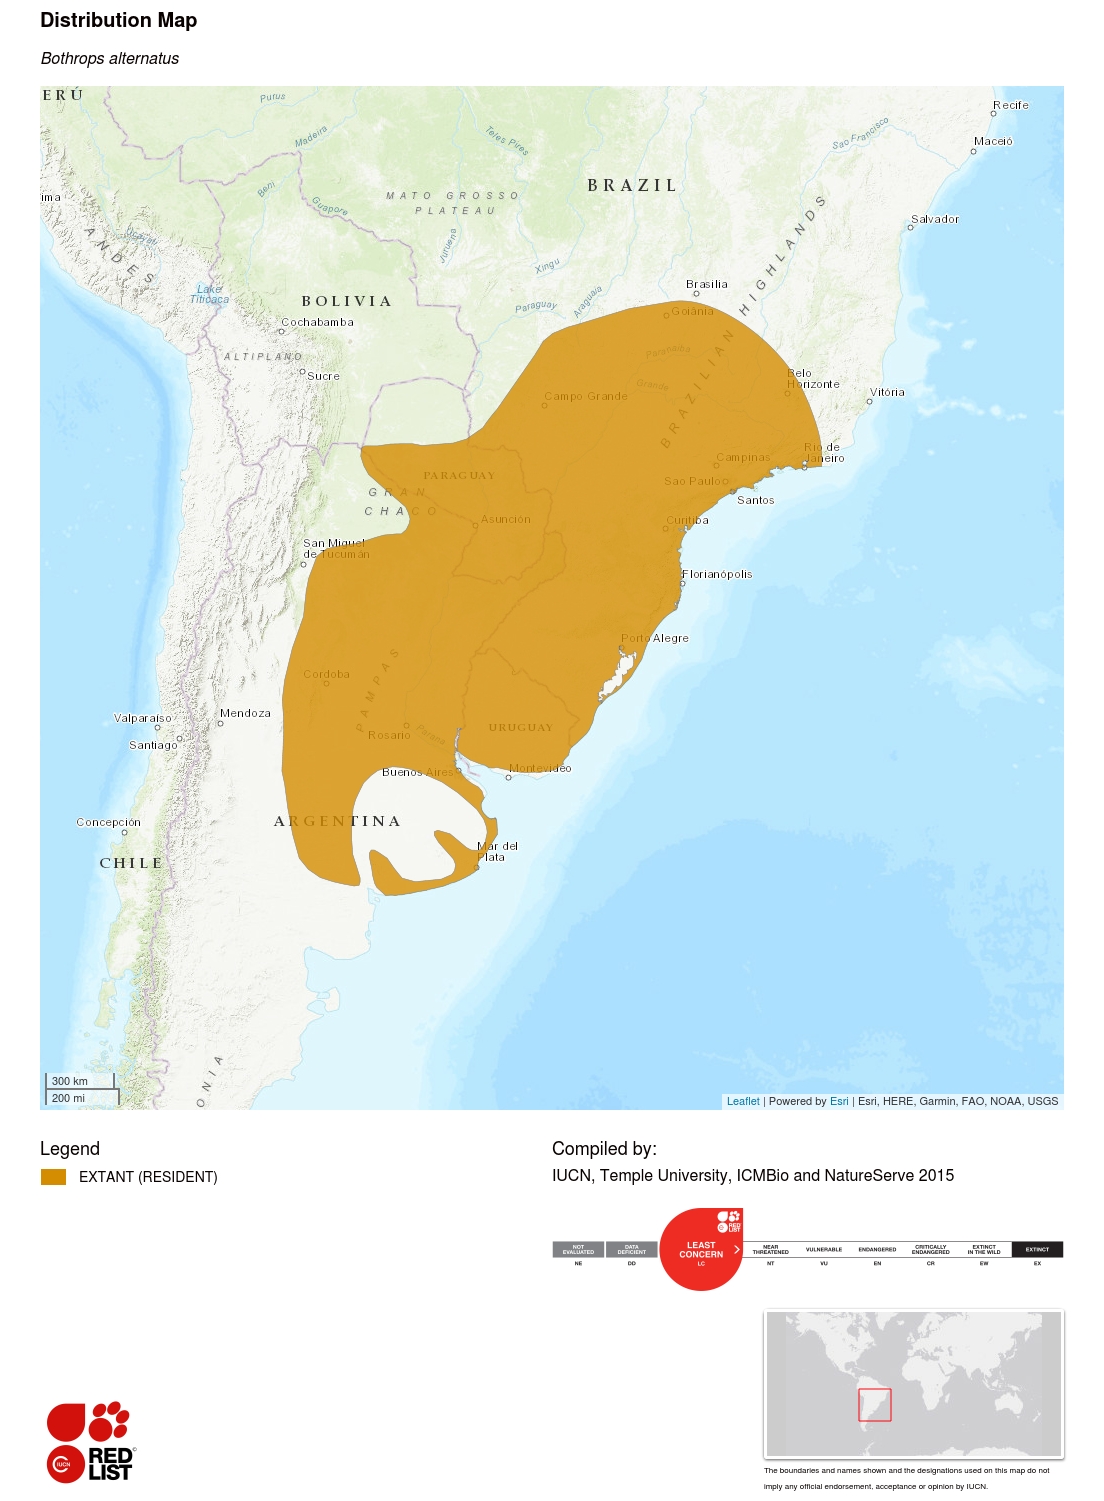 Distribution Map
Bothrops alternatus
ERÚ
Purus
Recife
Madeira
Teles Pires
Sao Francisco
Maceió
BRAZIL
Beni
MATO GROSSO
PLATEAU
ima
Guapore
HIGHLANDS
Salvador
ANDES
Ucayali
Juruena
Xingu
Lake
Titicaca
BOLIVIA
Brasilia
Paraguay
Araguaia
Goiânia
Cochabamba
ALTIPLANO
Paranaiba
BRAZILIAN
Sucre
Belo
Horizonte
Grande
Vitória
Campo Grande
Rio de
Janeiro
Campinas
PARAGUAY
Sao Paulo
GRAN
CHACO
Santos
Asunción
Curitiba
San Miguel
de Tucumán
Florianópolis
Porto Alegre
Cordoba
PAMPAS
Mendoza
Valparaíso
URUGUAY
Rosario
Parana
Santiago
Buenos Aires
Montevideo
Concepción
ARGENTINA
Mar del
Plata
CHILE
ONIA
300 km
200 mi
Leaflet | Powered by Esri | Esri, HERE, Garmin, FAO, NOAA, USGS
Legend
EXTANT (RESIDENT)
Compiled by:
IUCN, Temple University, ICMBio and NatureServe 2015
RED
LIST
NOT
EVALUATED
NE
DATA
DEFICIENT
DD
LEAST
CONCERN
LC
NEAR
THREATENED
NT
VULNERABLE
VU
ENDANGERED
EN
CRITICALLY
ENDANGERED
CR
EXTINCT
IN THE WILD
EW
EXTINCT
EX
IUCN
RED
LIST
©
The boundaries and names shown and the designations used on this map do not
imply any official endorsement, acceptance or opinion by IUCN.